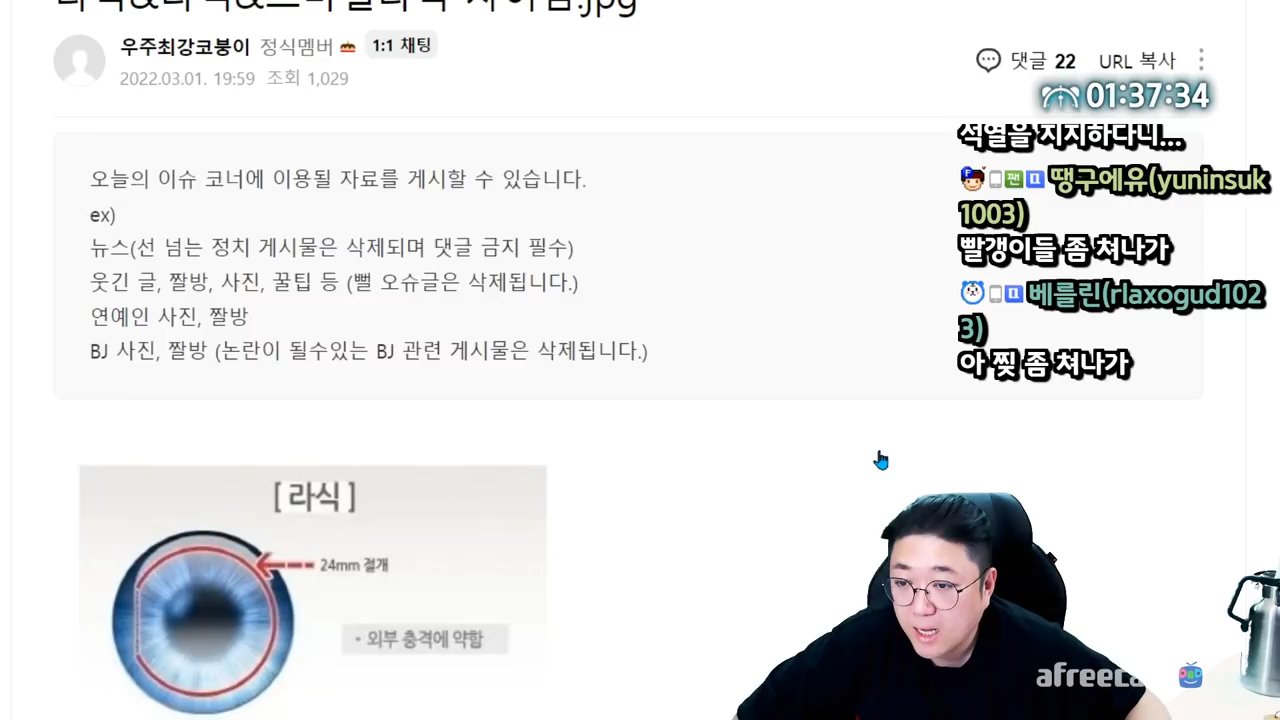 우주최강코붕이 정식멤버 1:1 채팅
2022.03.01. 19:59 조회 1,029
댓글 22 URL 복사
01:37:34
오늘의 이슈 코너에 이용될 자료를 게시할 수 있습니다.
ex)
뉴스(선 넘는 정치 게시물은 삭제되며 댓글 금지 필수)
웃긴 글, 짤방, 사진, 꿀팁 등 (뻘 오슈글은 삭제됩니다.)
연예인 사진, 짤방
BJ 사진, 짤방 (논란이 될수있는 BJ 관련 게시물은 삭제됩니다.)
석열을 지지하다니...
팬 땡구에유(yuninsuk
1003)
빨갱이들 좀 쳐나가
베를린(rlaxogud102
3)
아 찢 좀 쳐나가
[ 라식 ]
24mm 절개
• 외부 충격에 약함
afreeca